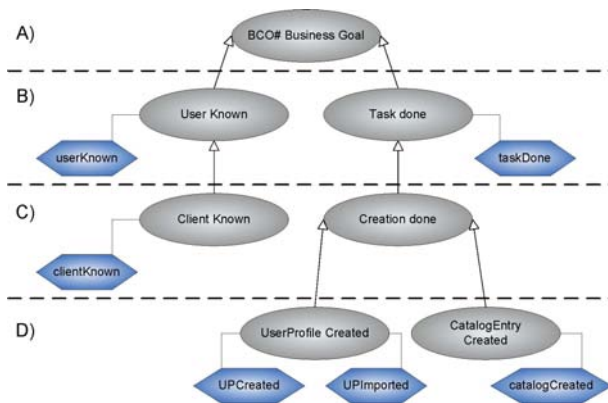 A)
BCO# Business Goal
B)
User Known
Task done
userKnown
taskDone
C)
Client Known
Creation done
clientKnown
D)
UserProfile Created
CatalogEntry
Created
UPCreated
UPImported
catalogCreated